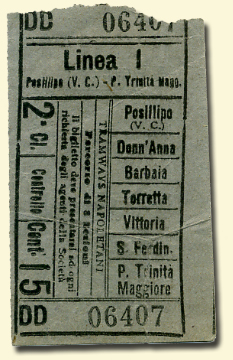 DD 06407
Linea 1
Posillipo (V. C.) - P. Trinità Magg.
2ª Cl. Controllo Cent. 15
Il biglietto deve presentarsi ad ogni
richiesta degli agenti della Società
Percorso di 8 Sezioni
TRAMWAYS NAPOLETANI
Posillipo
(V. C.)
Donn'Anna
Barbaia
Torretta
Vittoria
S. Ferdin.
P. Trinità
Maggiore
DD 06407